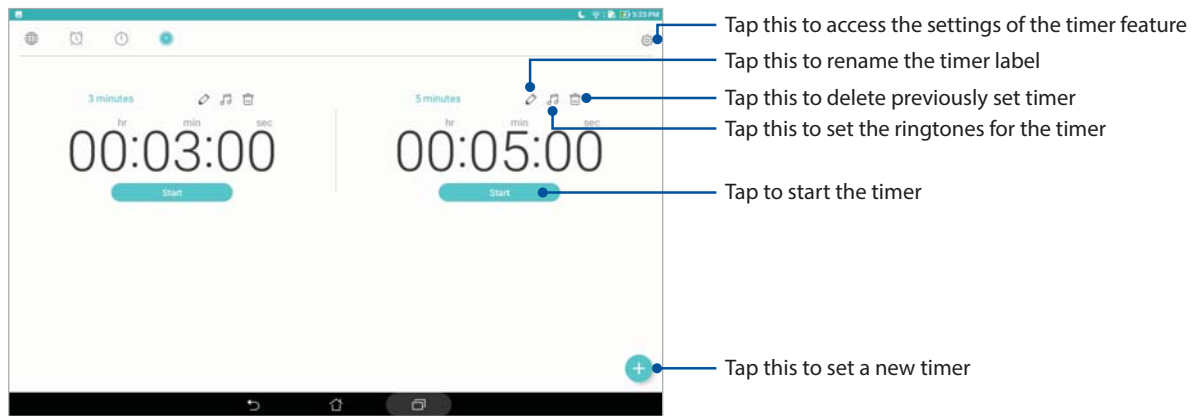 5:23 PM
Tap this to access the settings of the timer feature
Tap this to rename the timer label
3 minutes
5 minutes
Tap this to delete previously set timer
Tap this to set the ringtones for the timer
hr min sec
hr min sec
00:03:00
00:05:00
Start
Start
Tap to start the timer
Tap this to set a new timer